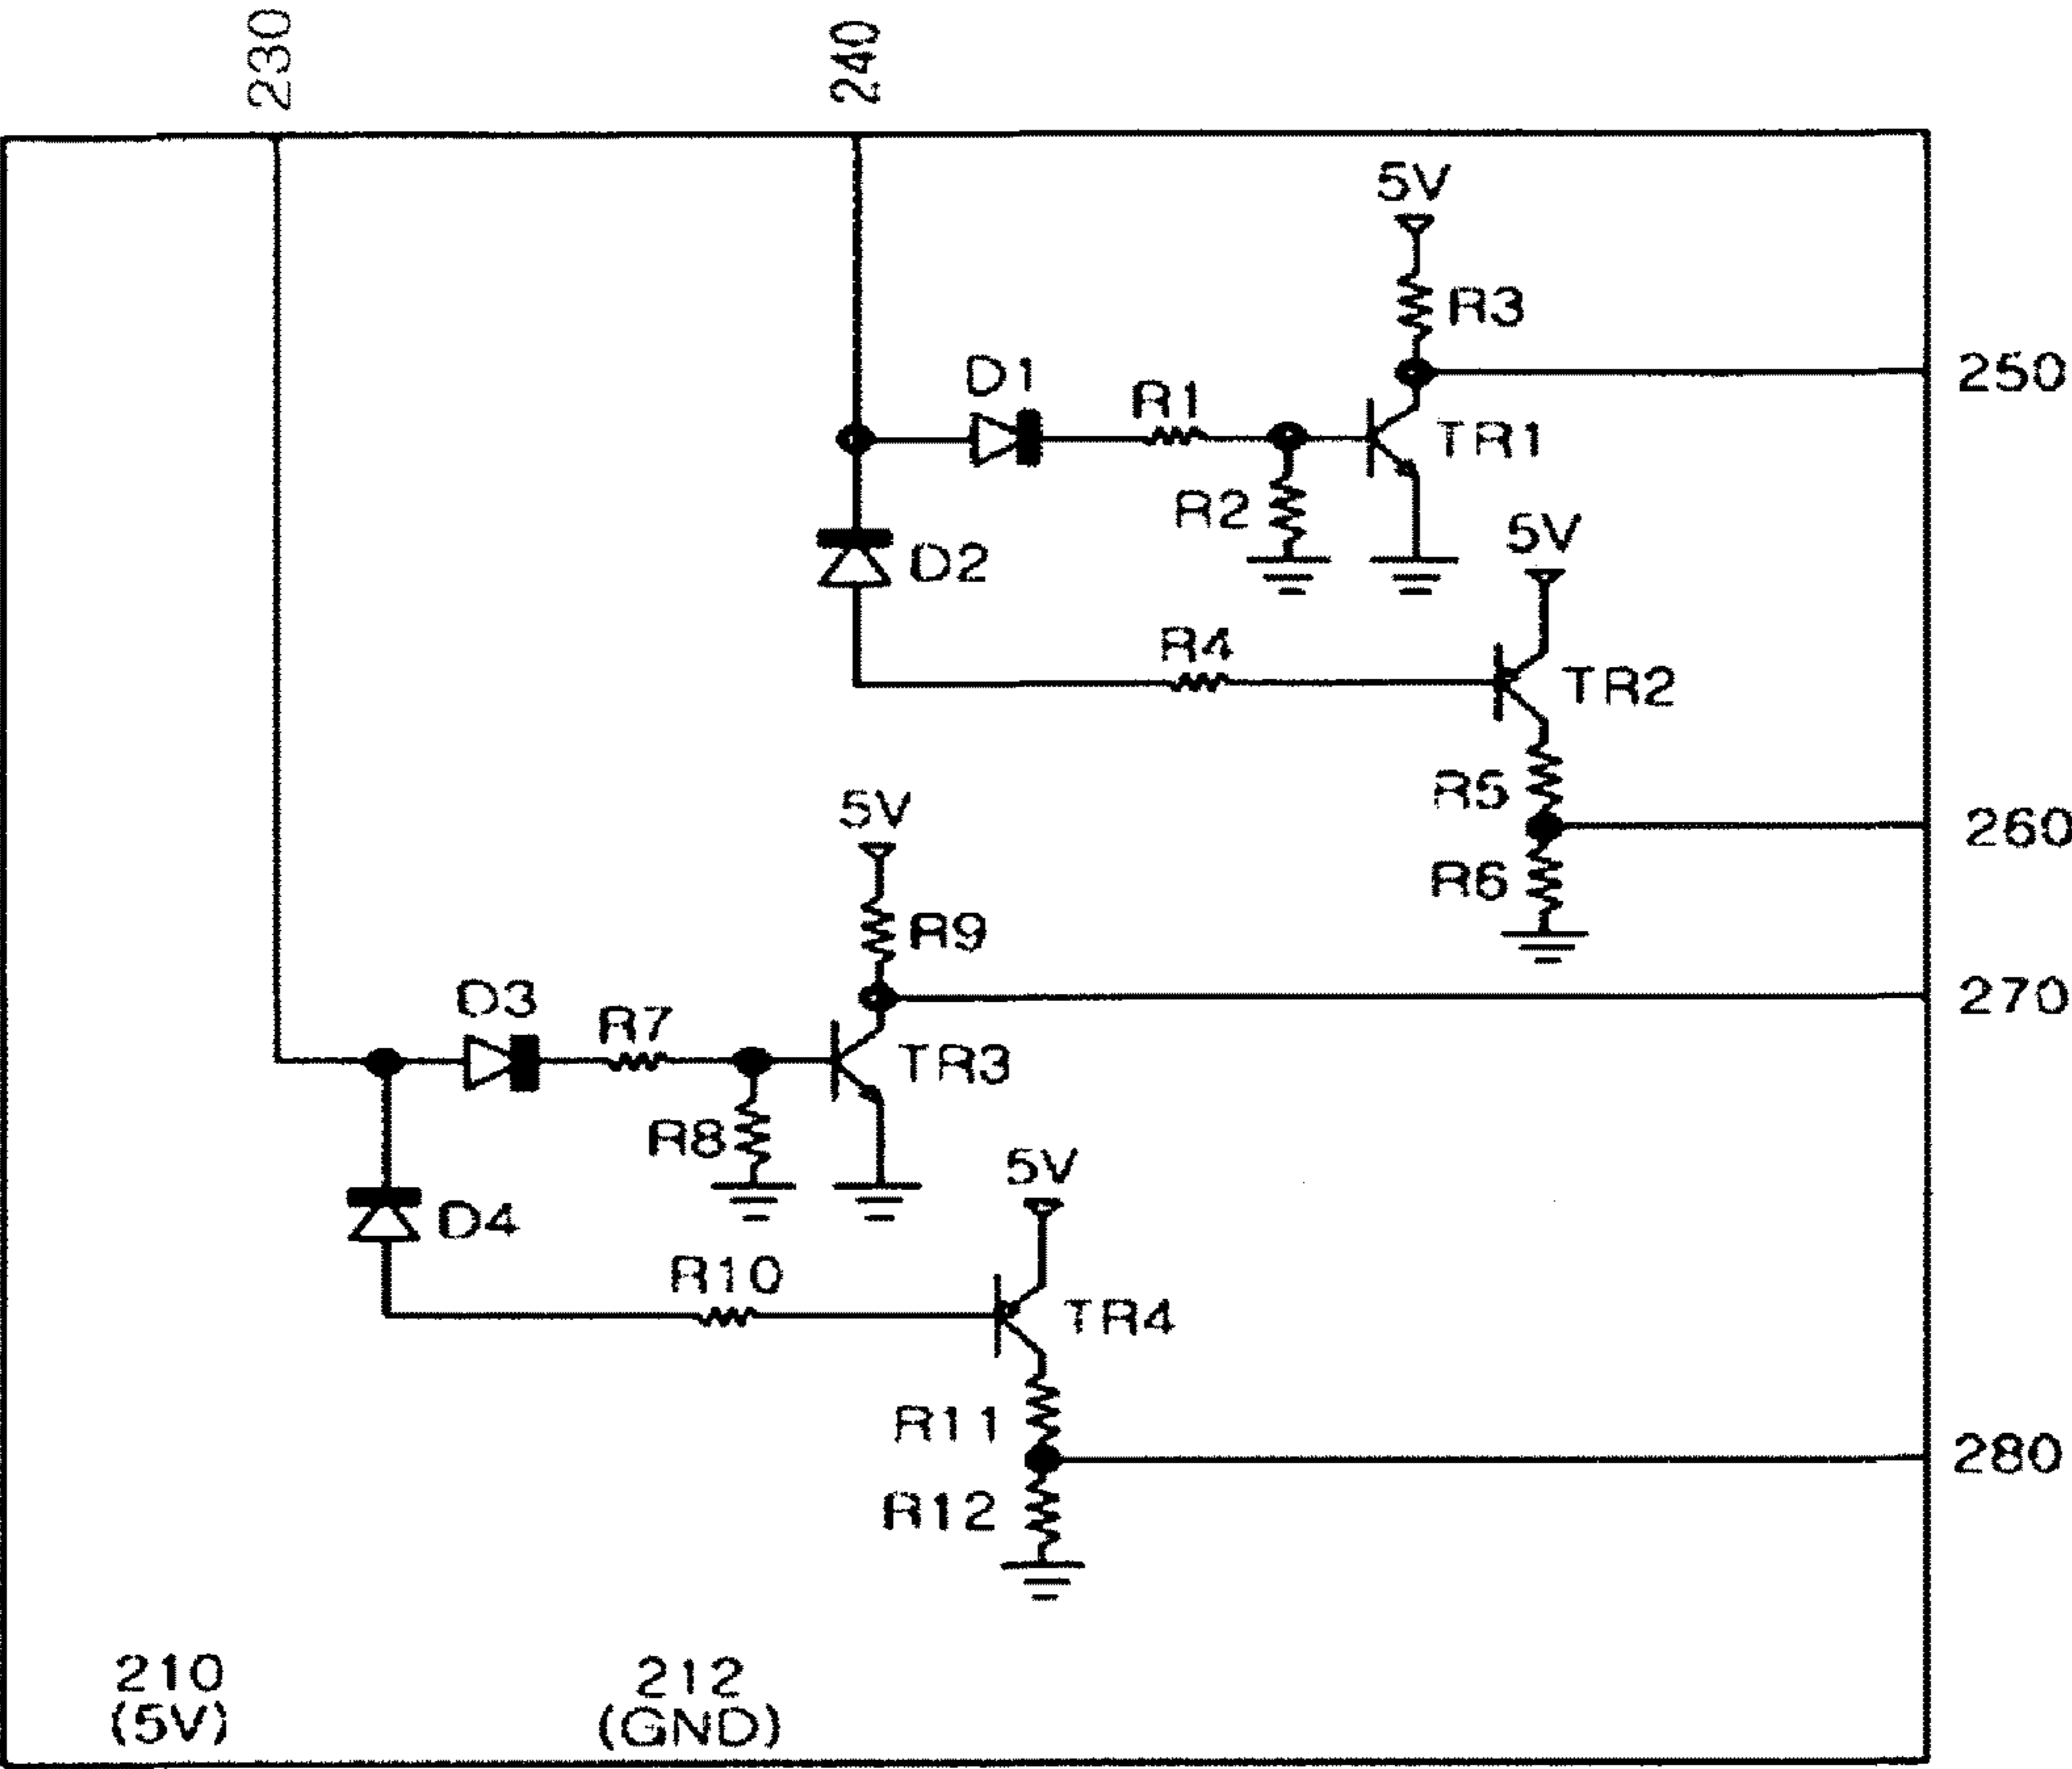 230
240
5V
R3
250
D1
R1
TR1
R2
5V
D2
R4
TR2
R5
5V
260
R6
R9
270
D3
R7
TR3
R8
5V
D4
R10
TR4
R11
280
R12
210
(5V)
212
(GND)